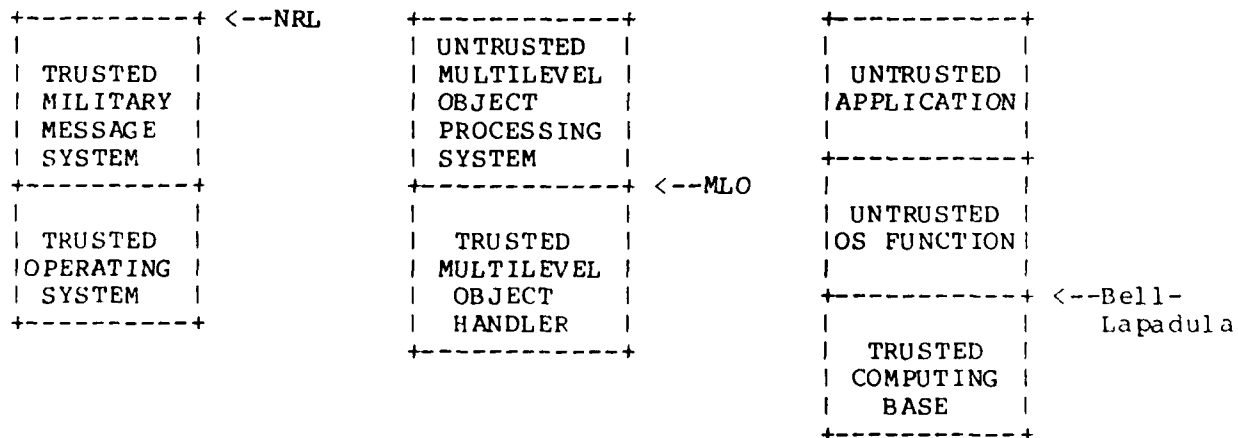 +----------+ <--NRL
| |
| TRUSTED |
| MILITARY |
| MESSAGE |
| SYSTEM |
+----------+
| |
| TRUSTED |
|OPERATING |
| SYSTEM |
+----------+
+------------+
| UNTRUSTED |
| MULTILEVEL |
| OBJECT |
| PROCESSING |
| SYSTEM |
+------------+ <--MLO
| |
| TRUSTED |
| MULTILEVEL |
| OBJECT |
| HANDLER |
+------------+
+-----------+
| |
| UNTRUSTED |
|APPLICATION|
| |
+-----------+
| |
| UNTRUSTED |
|OS FUNCTION|
| |
+-----------+ <--Bell-
| | Lapadula
| TRUSTED |
| COMPUTING |
| BASE |
+-----------+